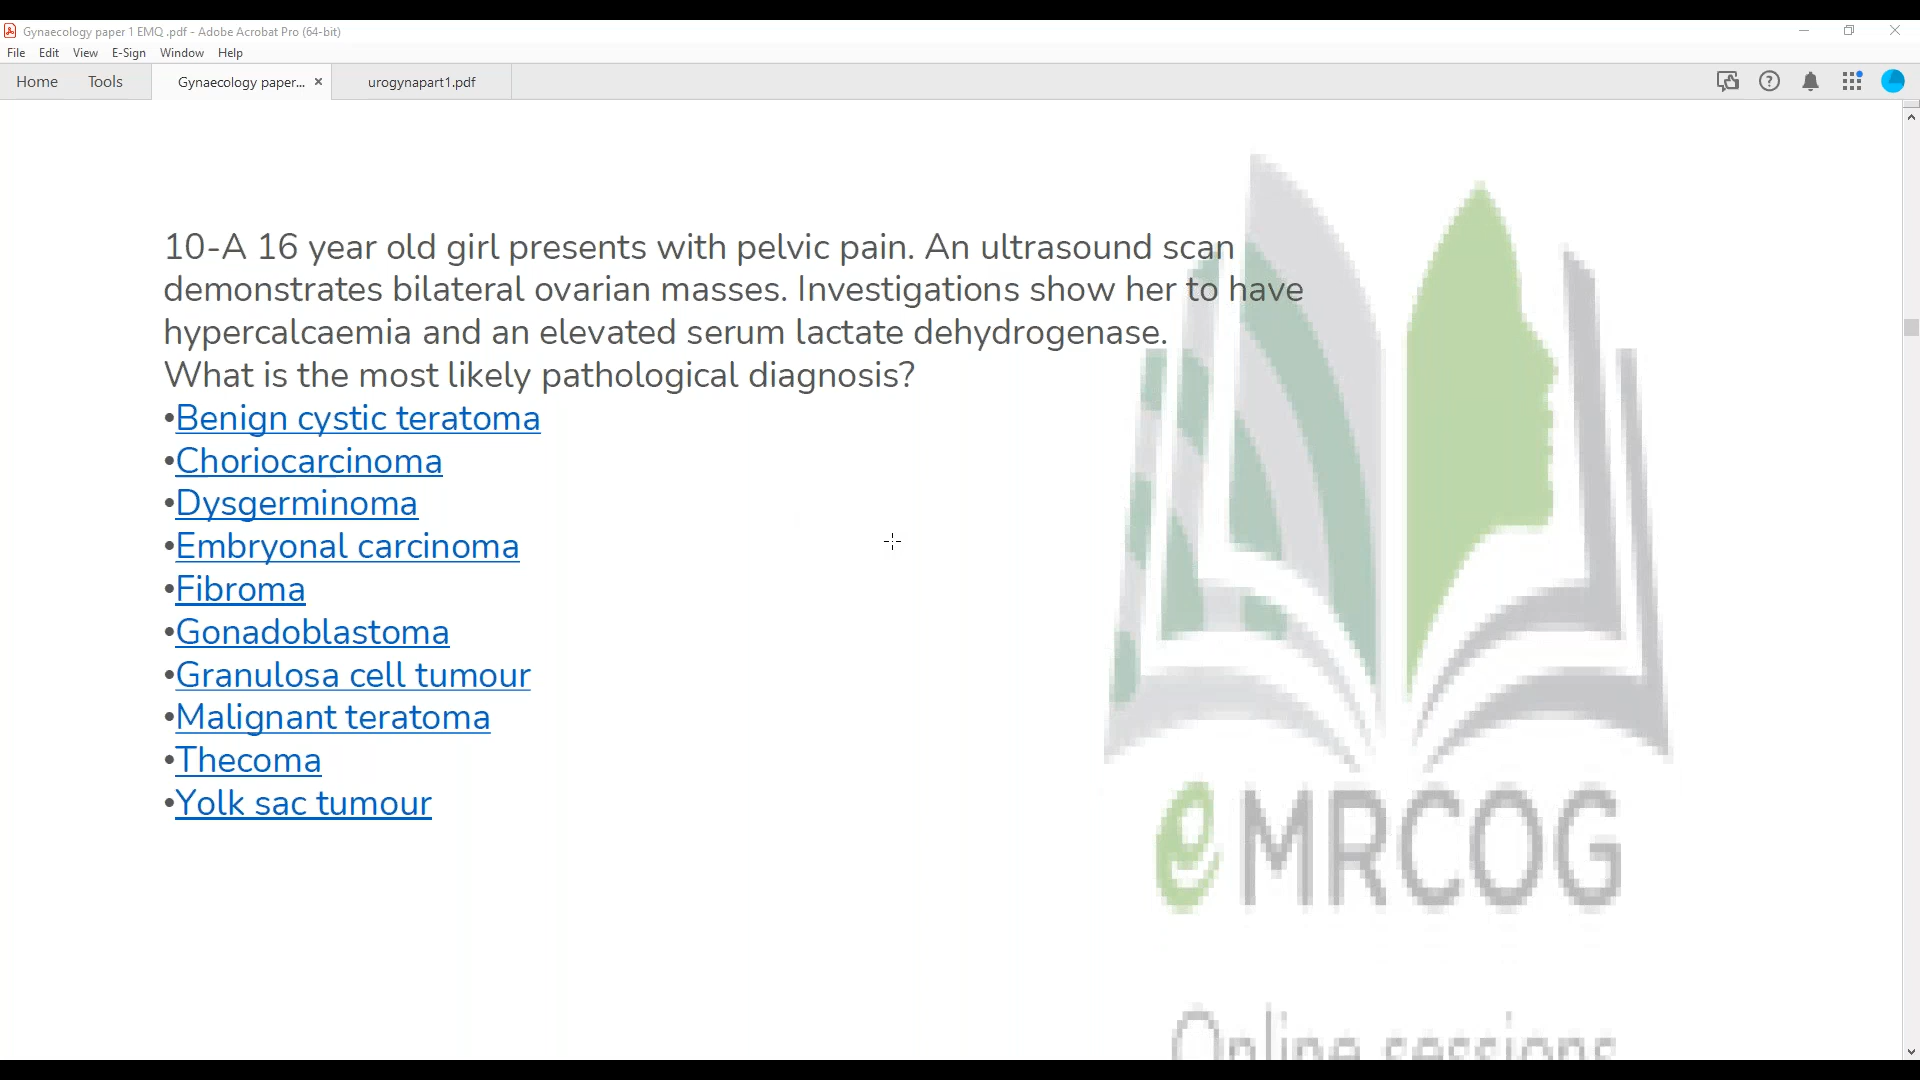 Gynaecology paper 1 EMQ .pdf - Adobe Acrobat Pro (64-bit)
File Edit View E-Sign Window Help
Home Tools Gynaecology paper... × urogynapart1.pdf
10-A 16 year old girl presents with pelvic pain. An ultrasound scan
demonstrates bilateral ovarian masses. Investigations show her to have
hypercalcaemia and an elevated serum lactate dehydrogenase.
What is the most likely pathological diagnosis?
•Benign cystic teratoma
•Choriocarcinoma
•Dysgerminoma
•Embryonal carcinoma
•Fibroma
•Gonadoblastoma
•Granulosa cell tumour
•Malignant teratoma
•Thecoma
•Yolk sac tumour
eMRCOG
Online sessions